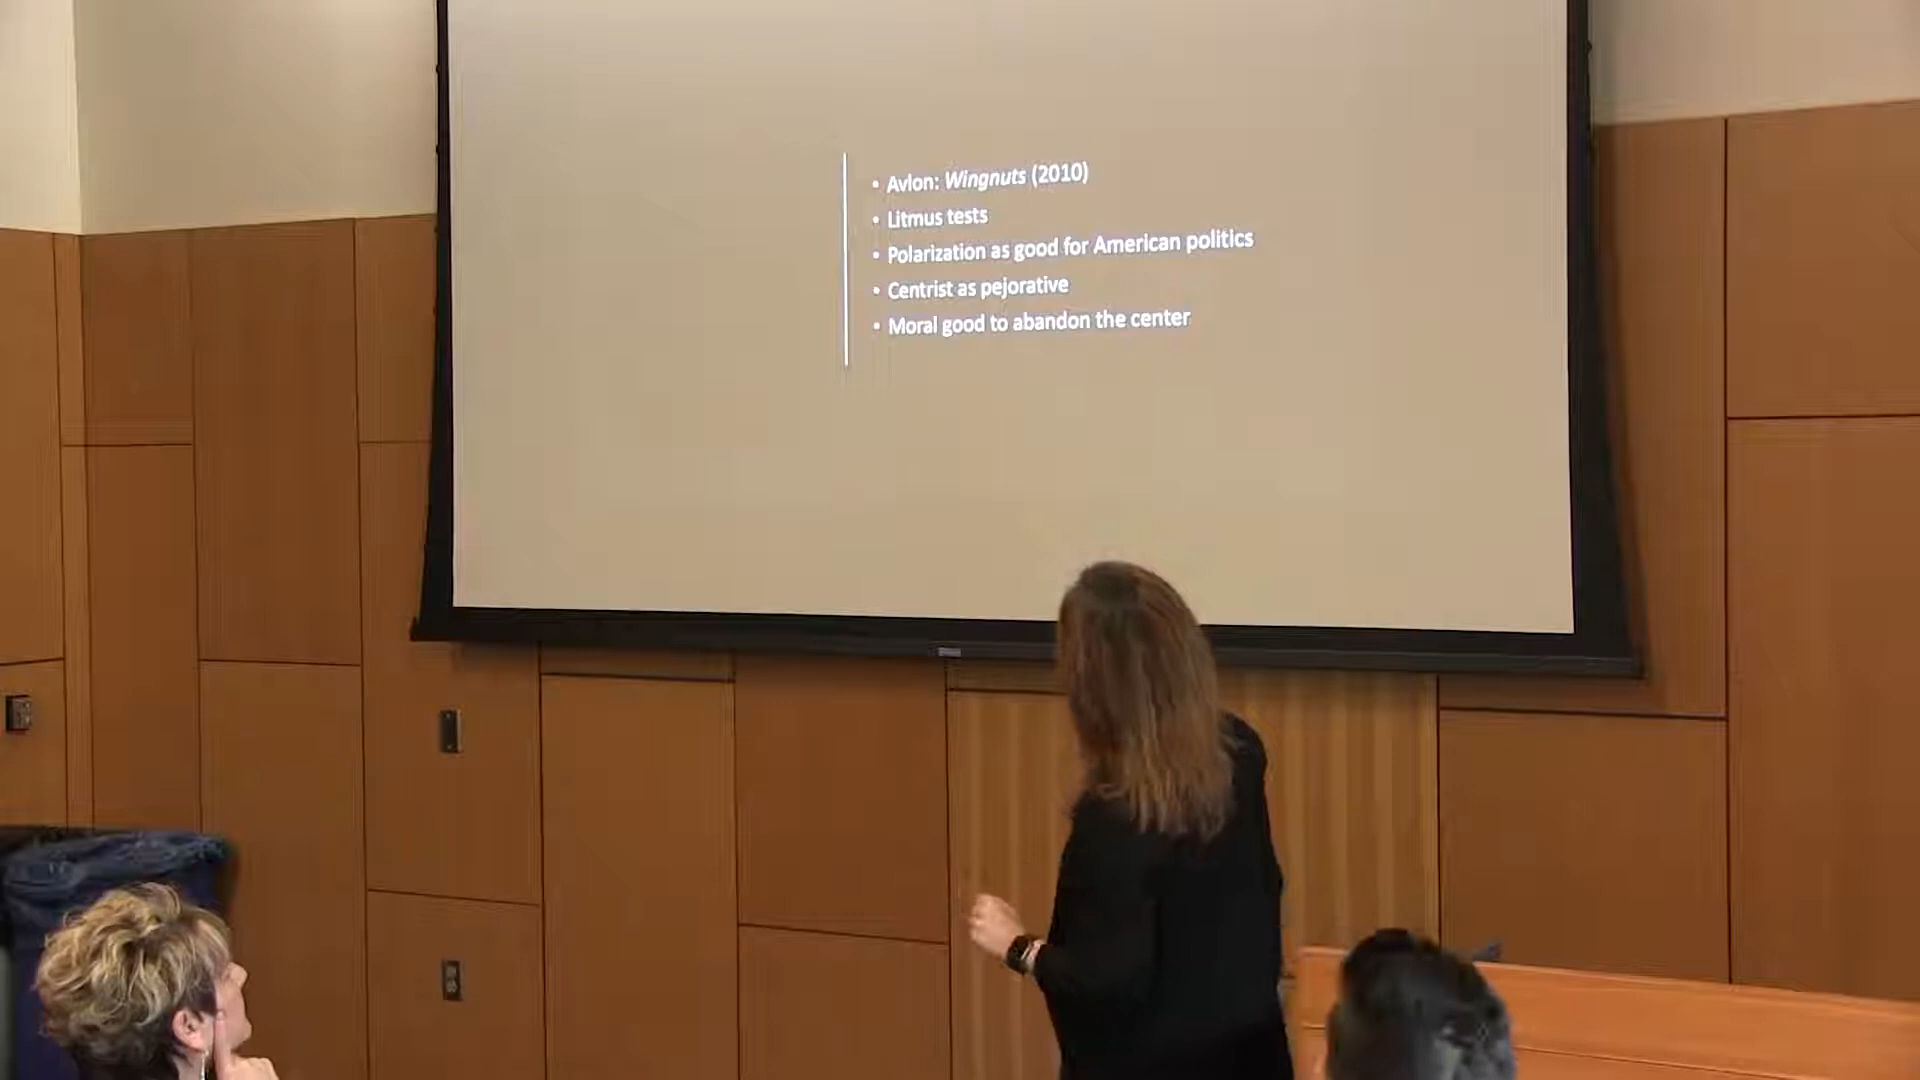 • Avlon: Wingnuts (2010)
• Litmus tests
• Polarization as good for American politics
• Centrist as pejorative
• Moral good to abandon the center